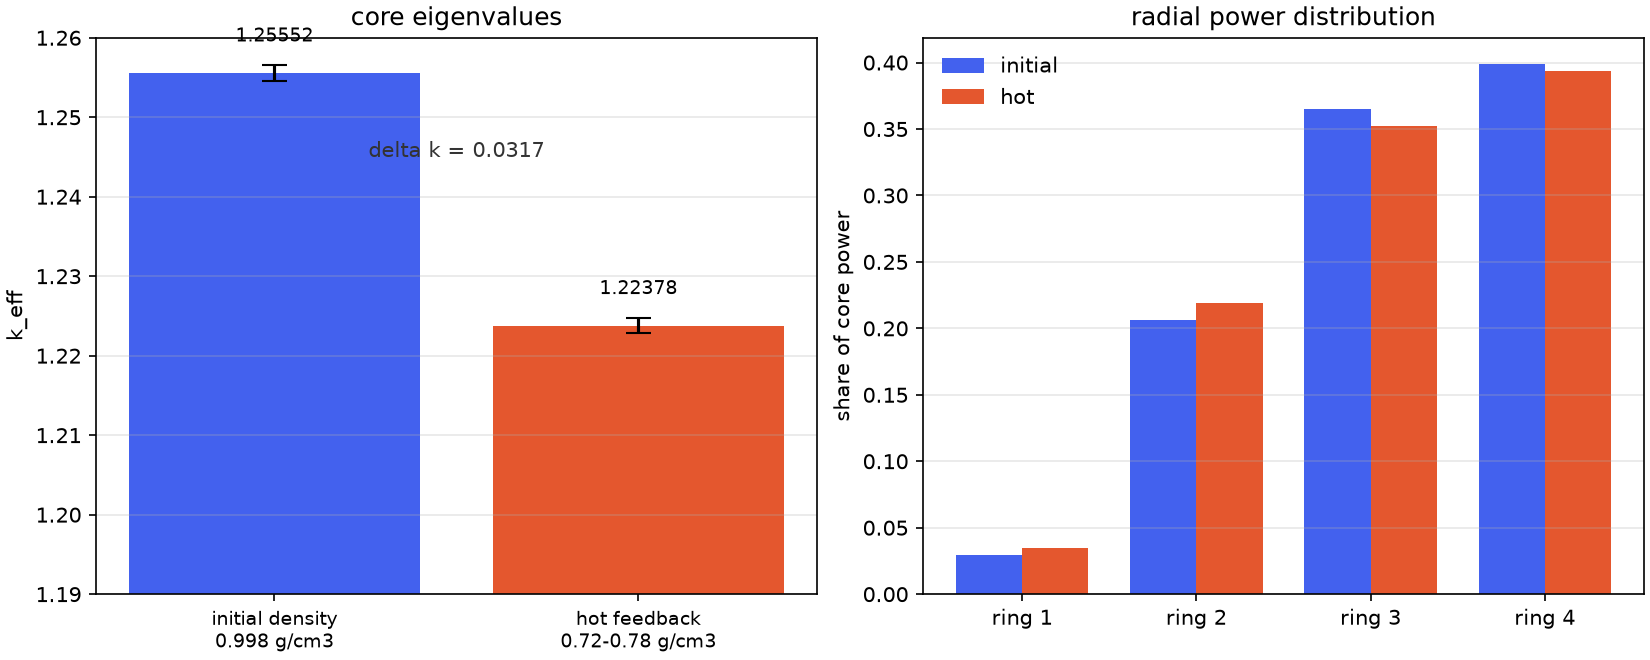 core eigenvalues
1.26
1.25
1.24
1.23
1.22
1.21
1.20
1.19
k_eff
1.25552
delta k = 0.0317
1.22378
initial density
0.998 g/cm3
hot feedback
0.72-0.78 g/cm3
radial power distribution
initial
hot
0.40
0.35
0.30
0.25
0.20
0.15
0.10
0.05
0.00
share of core power
ring 1
ring 2
ring 3
ring 4